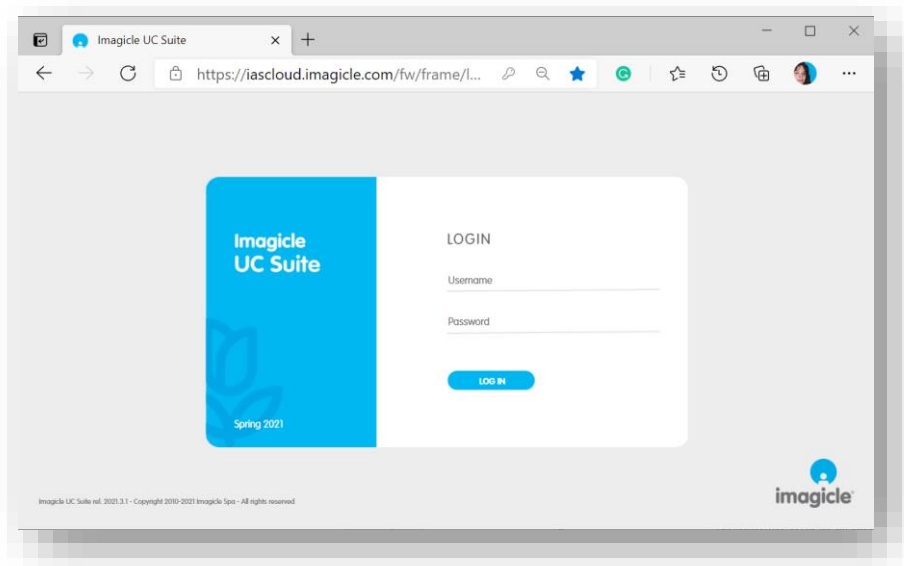 Imagicle UC Suite
https://iascloud.imagicle.com/fw/frame/l...
Imagicle
UC Suite
Spring 2021
LOGIN
Username
Password
LOG IN
Imagicle UC Suite rel. 2021.3.1 - Copyright 2010-2021 Imagicle Spa - All rights reserved
imagicle